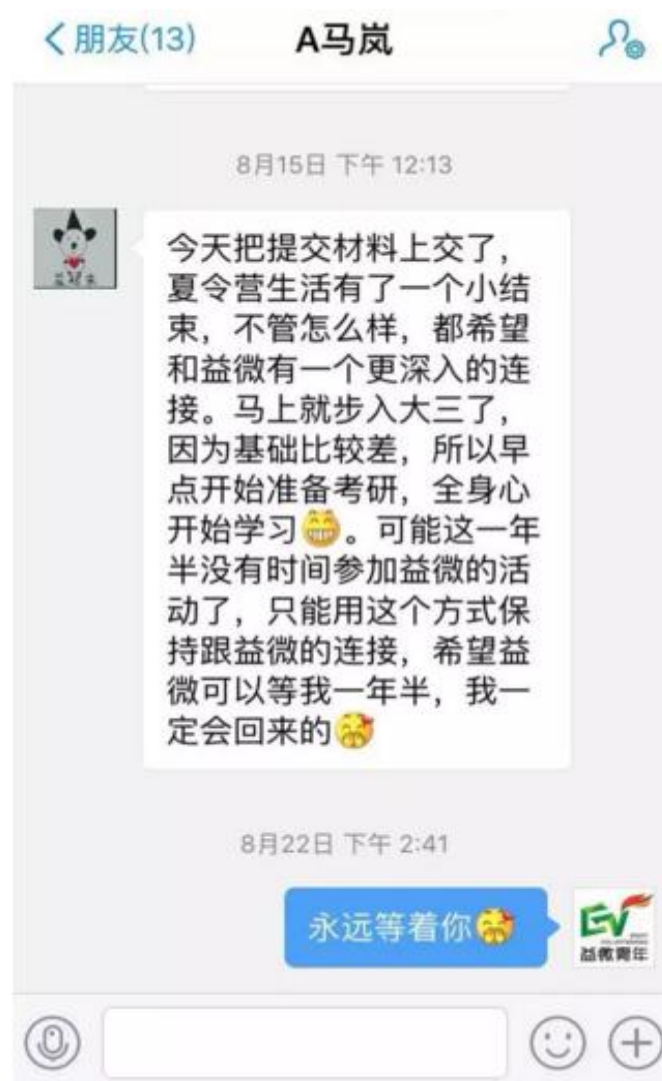 朋友(13)
A马岚
8月15日 下午 12:13
今天把提交材料上交了，
夏令营生活有了一个小结
束，不管怎么样，都希望
和益微有一个更深入的连
接。马上就步入大三了，
因为基础比较差，所以早
点开始准备考研，全身心
开始学习😁。可能这一年
半没有时间参加益微的活
动了，只能用这个方式保
持跟益微的连接，希望益
微可以等我一年半，我一
定会回来的
8月22日 下午 2:41
永远等着你
益微青年